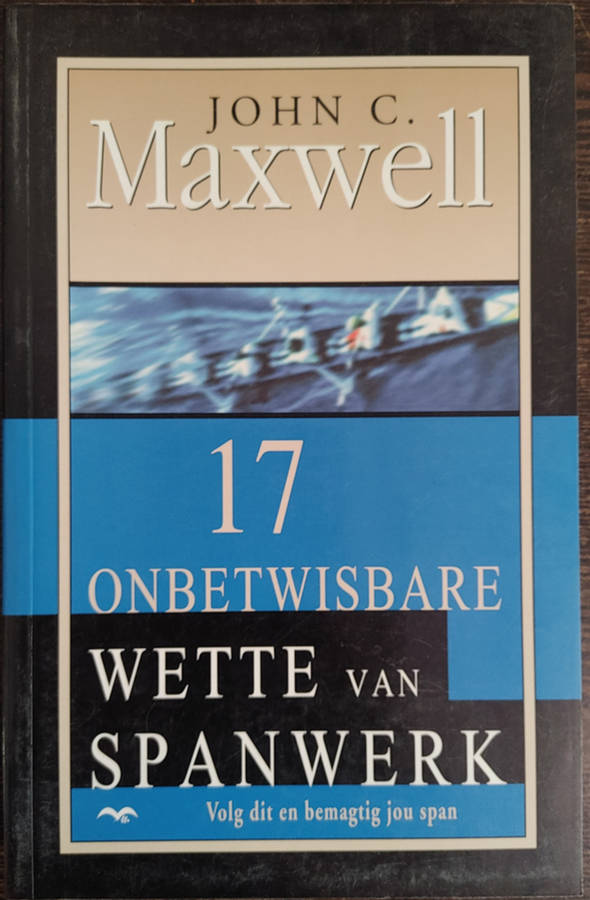 JOHN C.
Maxwell
17
ONBETWISBARE
WETTE VAN
SPANWERK
Volg dit en bemagtig jou span